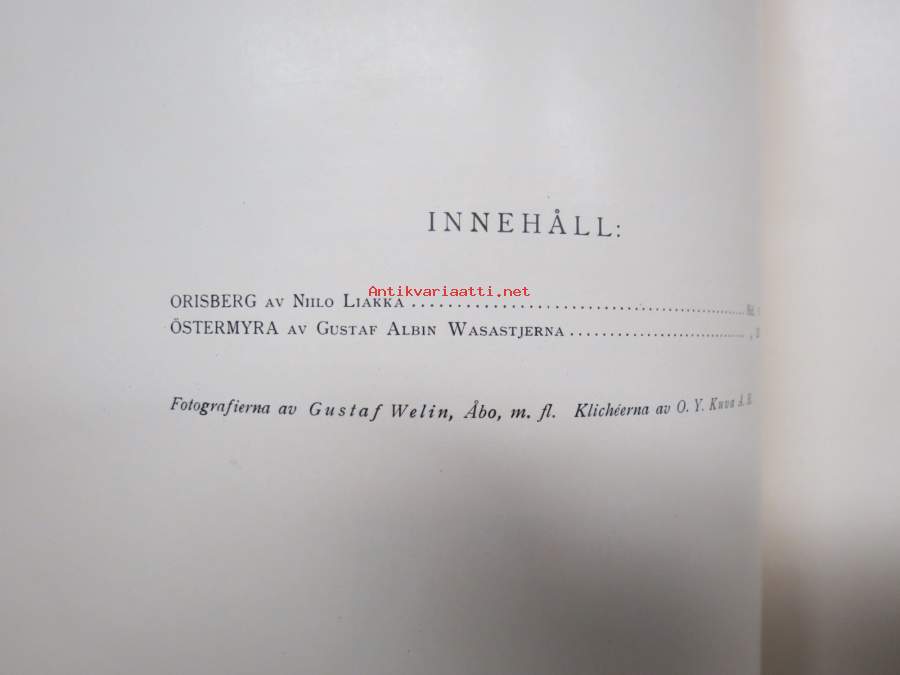 INNEHÅLL:
Antikvariaatti.net
ORISBERG AV NIILO LIAKKA
ÖSTERMYRA AV GUSTAF ALBIN WASASTJERNA
Fotografierna av Gustaf Welin, Åbo, m. fl. Klichéerna av O. Y. Kuva A. B.